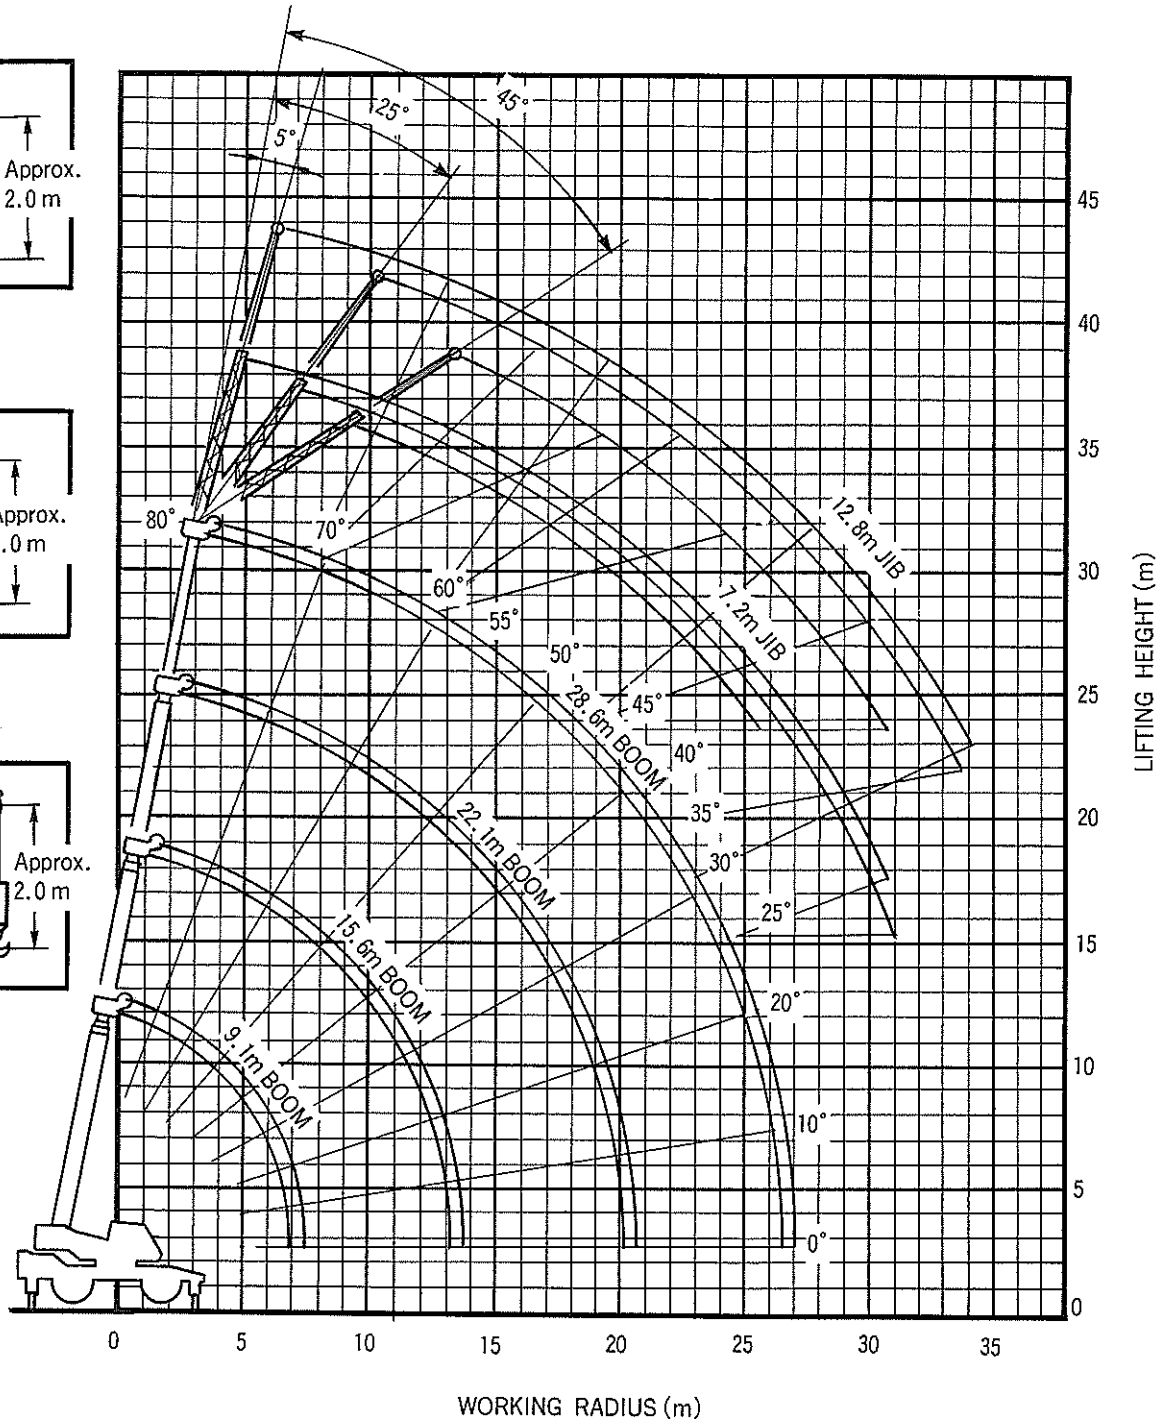 45°
25°
5°
Approx.
2.0 m
45
40
Approx.
.0 m
35
80°
70°
12.8m JIB
30
60°
7.2m JIB
55°
50°
LIFTING HEIGHT (m)
28.6m BOOM
45°
25
40°
22.1m BOOM
35°
20
Approx.
2.0 m
30°
15.6m BOOM
25°
15
20°
9.1m BOOM
10
10°
5
0°
0
0 5 10 15 20 25 30 35
WORKING RADIUS (m)